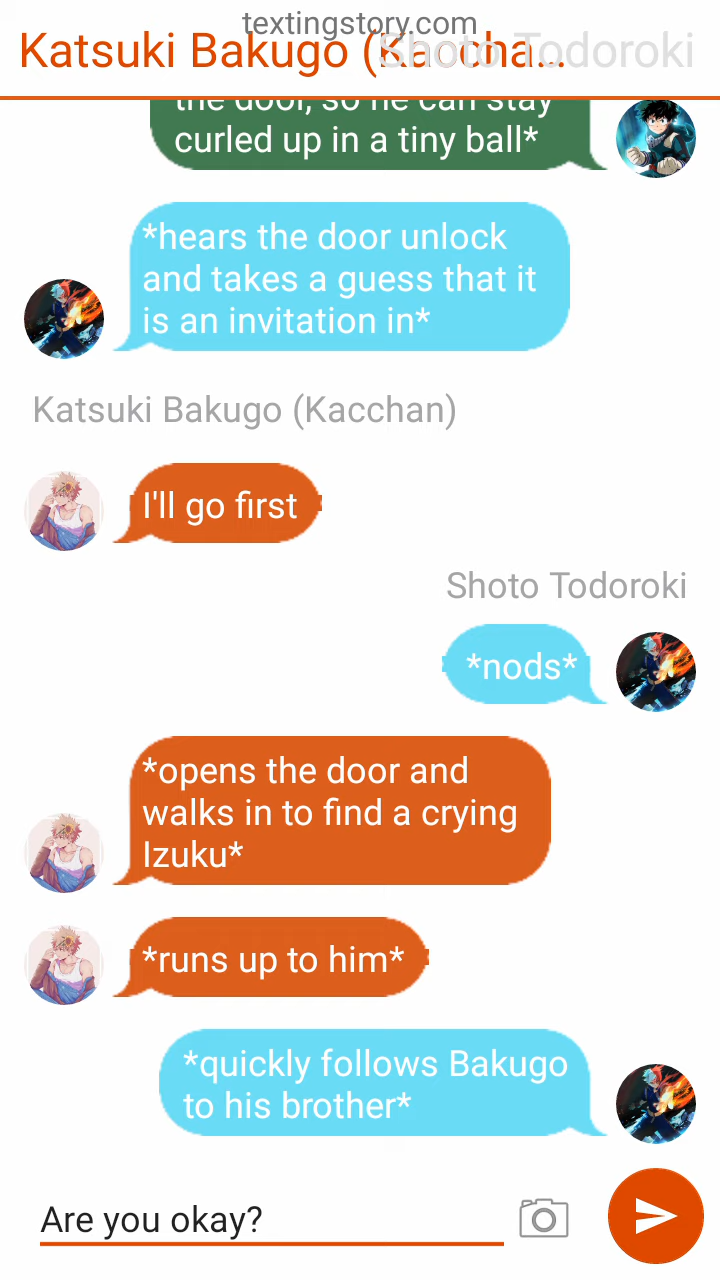 textingstory.com
Katsuki Bakugo (Kaccha...
Shoto Todoroki
the door, so he can stay
curled up in a tiny ball*
*hears the door unlock
and takes a guess that it
is an invitation in*
Katsuki Bakugo (Kacchan)
I'll go first
Shoto Todoroki
*nods*
*opens the door and
walks in to find a crying
Izuku*
*runs up to him*
*quickly follows Bakugo
to his brother*
Are you okay?